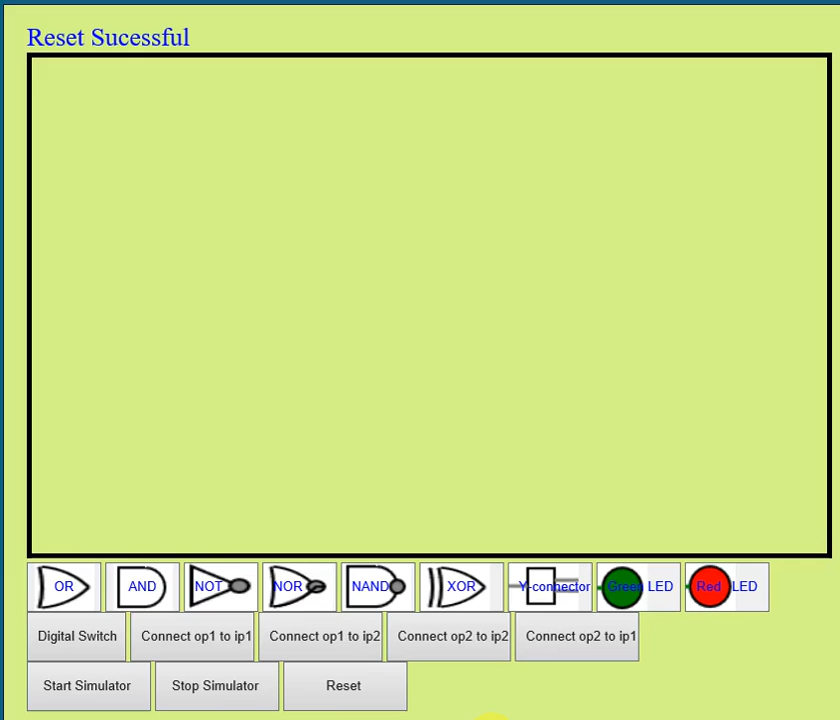 Reset Sucessful
OR AND NOT NOR NAND XOR Y-connector Green LED Red LED
Digital Switch Connect op1 to ip1 Connect op1 to ip2 Connect op2 to ip2 Connect op2 to ip1
Start Simulator Stop Simulator Reset